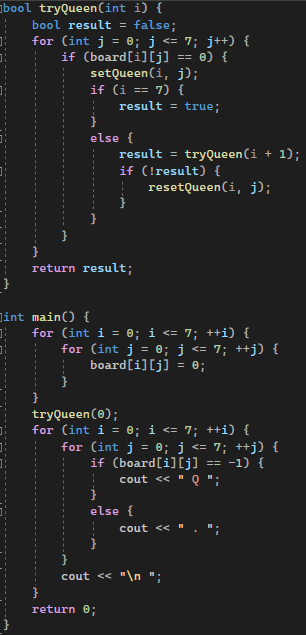 bool tryQueen(int i) {
    bool result = false;
    for (int j = 0; j <= 7; j++) {
        if (board[i][j] == 0) {
            setQueen(i, j);
            if (i == 7) {
                result = true;
            }
            else {
                result = tryQueen(i + 1);
                if (!result) {
                    resetQueen(i, j);
                }
            }
        }
    }
    return result;
}

int main() {
    for (int i = 0; i <= 7; ++i) {
        for (int j = 0; j <= 7; ++j) {
            board[i][j] = 0;
        }
    }
    tryQueen(0);
    for (int i = 0; i <= 7; ++i) {
        for (int j = 0; j <= 7; ++j) {
            if (board[i][j] == -1) {
                cout << " Q ";
            }
            else {
                cout << " . ";
            }
        }
        cout << "\n ";
    }
    return 0;
}